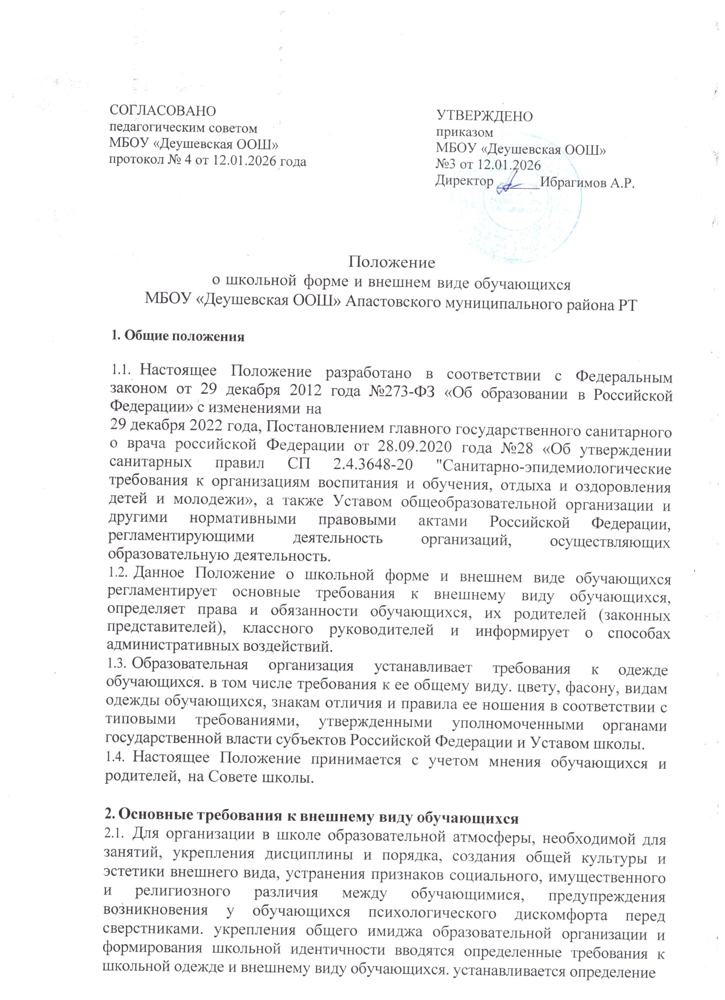 СОГЛАСОВАНО
педагогическим советом
МБОУ «Деушевская ООШ»
протокол № 4 от 12.01.2026 года
УТВЕРЖДЕНО
приказом
МБОУ «Деушевская ООШ»
№3 от 12.01.2026
Директор ______Ибрагимов А.Р.
Положение
о школьной форме и внешнем виде обучающихся
МБОУ «Деушевская ООШ» Апастовского муниципального района РТ
1. Общие положения
1.1. Настоящее Положение разработано в соответствии с Федеральным
законом от 29 декабря 2012 года №273-ФЗ «Об образовании в Российской
Федерации» с изменениями на
29 декабря 2022 года, Постановлением главного государственного санитарного
о врача российской Федерации от 28.09.2020 года №28 «Об утверждении
санитарных правил СП 2.4.3648-20 "Санитарно-эпидемиологические
требования к организациям воспитания и обучения, отдыха и оздоровления
детей и молодежи», а также Уставом общеобразовательной организации и
другими нормативными правовыми актами Российской Федерации,
регламентирующими деятельность организаций, осуществляющих
образовательную деятельность.
1.2. Данное Положение о школьной форме и внешнем виде обучающихся
регламентирует основные требования к внешнему виду обучающихся,
определяет права и обязанности обучающихся, их родителей (законных
представителей), классного руководителей и информирует о способах
административных воздействий.
1.3. Образовательная организация устанавливает требования к одежде
обучающихся. в том числе требования к ее общему виду. цвету, фасону, видам
одежды обучающихся, знакам отличия и правила ее ношения в соответствии с
типовыми требованиями, утвержденными уполномоченными органами
государственной власти субъектов Российской Федерации и Уставом школы.
1.4. Настоящее Положение принимается с учетом мнения обучающихся и
родителей, на Совете школы.
2. Основные требования к внешнему виду обучающихся
2.1. Для организации в школе образовательной атмосферы, необходимой для
занятий, укрепления дисциплины и порядка, создания общей культуры и
эстетики внешнего вида, устранения признаков социального, имущественного
и религиозного различия между обучающимися, предупреждения
возникновения у обучающихся психологического дискомфорта перед
сверстниками. укрепления общего имиджа образовательной организации и
формирования школьной идентичности вводятся определенные требования к
школьной одежде и внешнему виду обучающихся. устанавливается определение